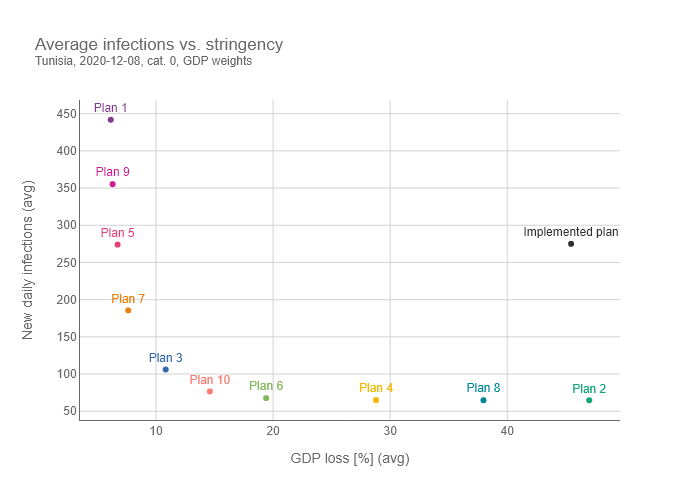 Average infections vs. stringency
Tunisia, 2020-12-08, cat. 0, GDP weights
New daily infections (avg)
450
400
350
300
250
200
150
100
50
Plan 1
Plan 9
Plan 5
Implemented plan
Plan 7
Plan 3
Plan 10
Plan 6
Plan 4
Plan 8
Plan 2
10
20
30
40
GDP loss [%] (avg)